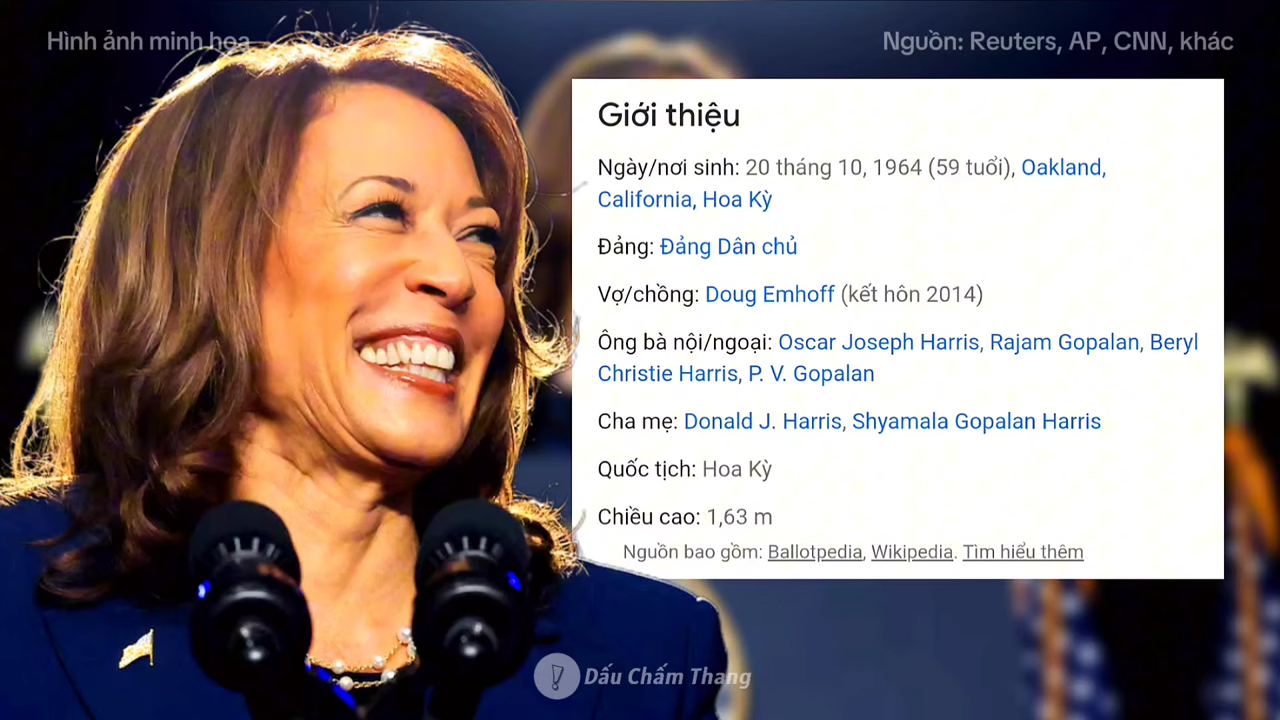 Hình ảnh minh họa
Nguồn: Reuters, AP, CNN, khác
Giới thiệu
Ngày/nơi sinh: 20 tháng 10, 1964 (59 tuổi), Oakland,
California, Hoa Kỳ
Đảng: Đảng Dân chủ
Vợ/chồng: Doug Emhoff (kết hôn 2014)
Ông bà nội/ngoại: Oscar Joseph Harris, Rajam Gopalan, Beryl
Christie Harris, P. V. Gopalan
Cha mẹ: Donald J. Harris, Shyamala Gopalan Harris
Quốc tịch: Hoa Kỳ
Chiều cao: 1,63 m
Nguồn bao gồm: Ballotpedia, Wikipedia. Tìm hiểu thêm
Dấu Chấm Thang